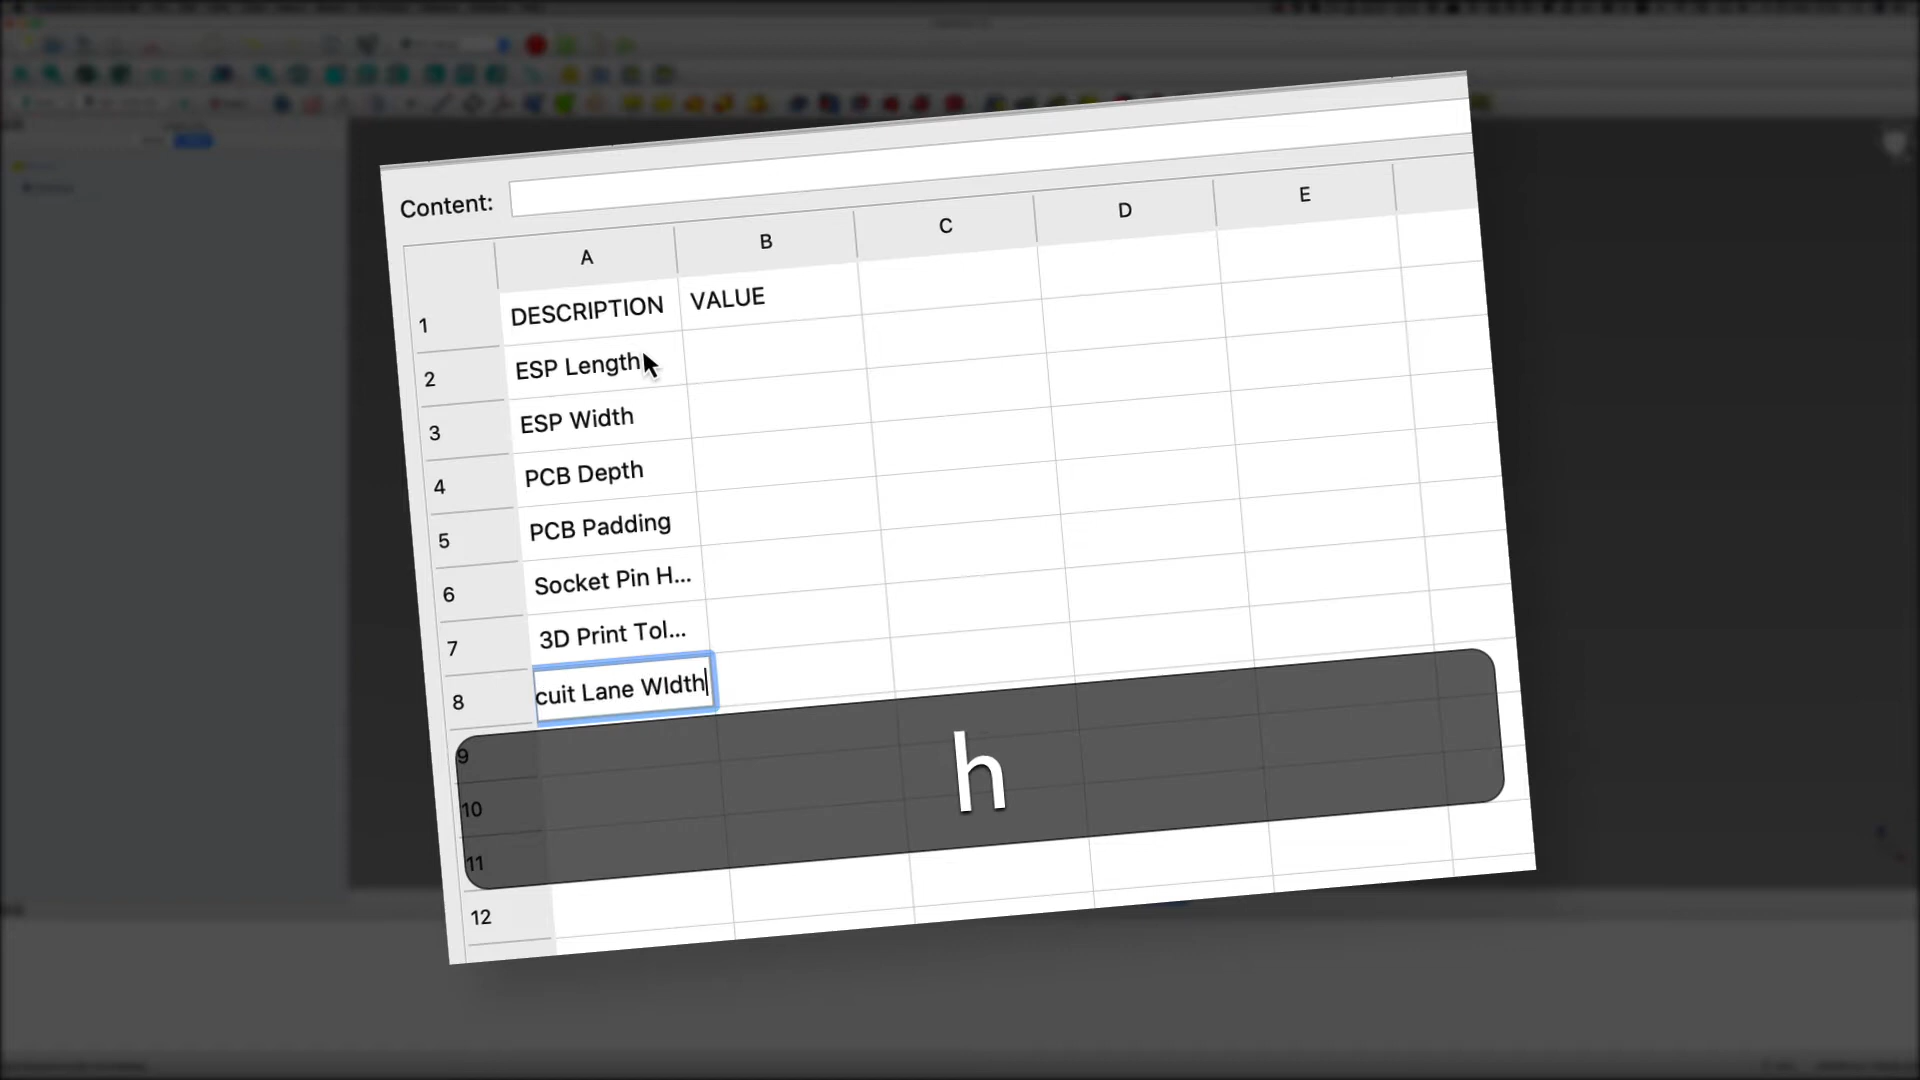 Content:
A B C D E
1 DESCRIPTION VALUE
2 ESP Length
3 ESP Width
4 PCB Depth
5 PCB Padding
6 Socket Pin H...
7 3D Print Tol...
8 cuit Lane WIdth
9
h
10
11
12